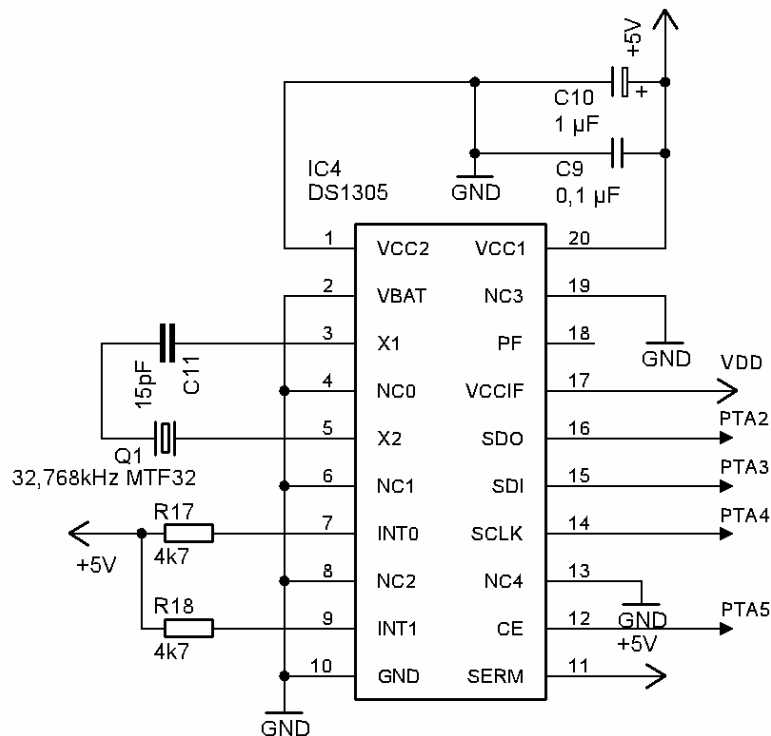 +5V
C10
+
1 µF
IC4
DS1305
GND
C9
0,1 µF
1
VCC2
VCC1
20
2
VBAT
NC3
19
3
X1
PF
18
GND
15pF
C11
4
NC0
VCCIF
17
VDD
5
X2
SDO
16
PTA2
Q1
32,768kHz MTF32
6
NC1
SDI
15
PTA3
R17
4k7
7
INT0
SCLK
14
PTA4
+5V
8
NC2
NC4
13
GND
R18
4k7
9
INT1
CE
12
PTA5
+5V
10
GND
SERM
11
GND